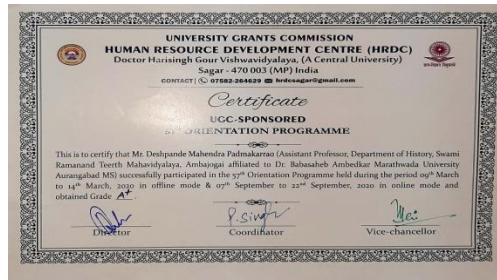 UNIVERSITY GRANTS COMMISSION
HUMAN RESOURCE DEVELOPMENT CENTRE (HRDC)
Doctor Harisingh Gour Vishwavidyalaya, (A Central University)
Sagar - 470 003 (MP) India
CONTACT| 07582-264629 hrdcsagar@gmail.com
Certificate
UGC-SPONSORED
ORIENTATION PROGRAMME
This is to certify that Mr. Deshpande Mahendra Padmakarrao (Assistant Professor, Department of History, Swami
Ramanand Teerth Mahavidyalaya, Ambajogai affiliated to Dr. Babasaheb Ambedkar Marathwada University
Aurangabad MS) successfully participated in the 57th Orientation Programme held during the period 09th March
to 14th March, 2020 in offline mode & 07th September to 22nd September, 2020 in online mode and
obtained Grade A+
P.Singh
Director Coordinator Vice-chancellor